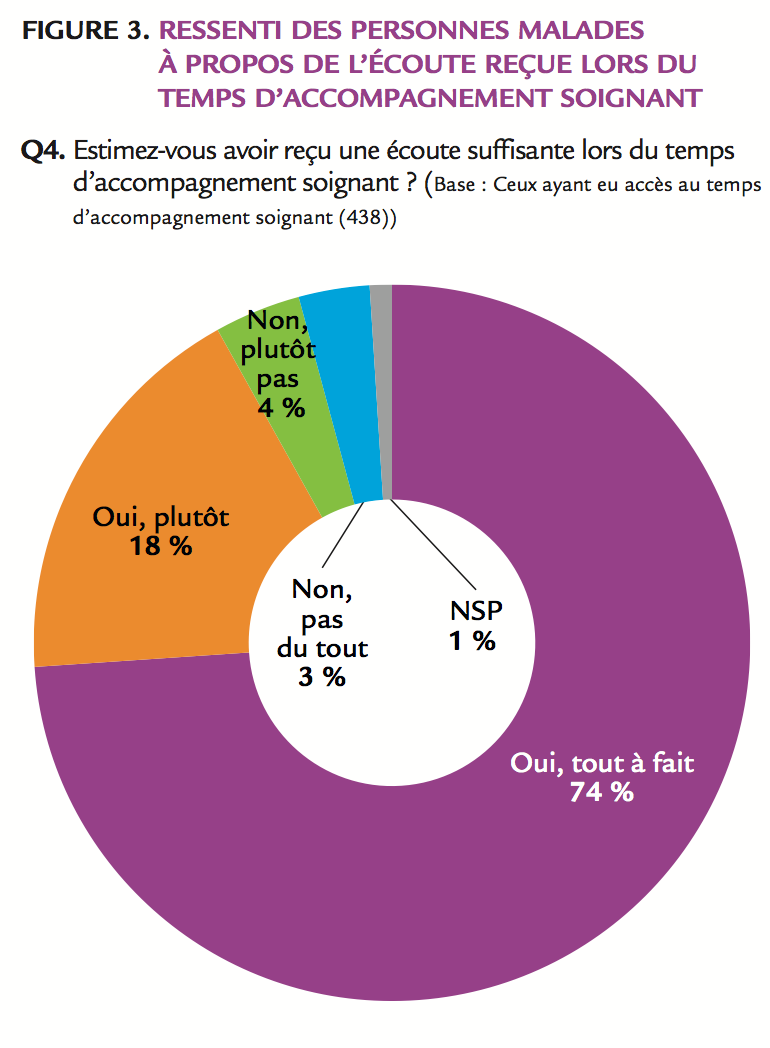 FIGURE 3. RESSENTI DES PERSONNES MALADES
À PROPOS DE L’ÉCOUTE REÇUE LORS DU
TEMPS D’ACCOMPAGNEMENT SOIGNANT
Q4. Estimez-vous avoir reçu une écoute suffisante lors du temps
d’accompagnement soignant ? (Base : Ceux ayant eu accès au temps
d’accompagnement soignant (438))
Non,
plutôt
pas
4 %
Oui, plutôt
18 %
Non,
pas
du tout
3 %
NSP
1 %
Oui, tout à fait
74 %